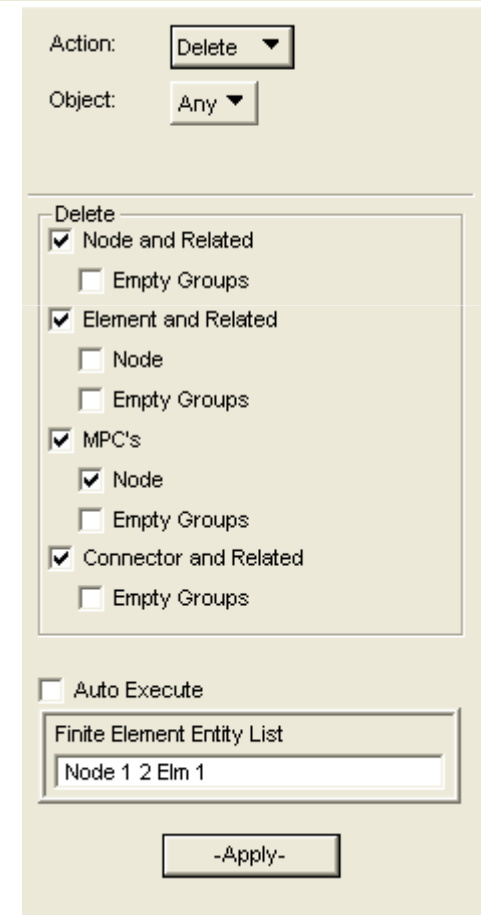 Action: Delete
Object: Any
Delete
Node and Related
Empty Groups
Element and Related
Node
Empty Groups
MPC's
Node
Empty Groups
Connector and Related
Empty Groups
Auto Execute
Finite Element Entity List
Node 1 2 Elm 1
-Apply-